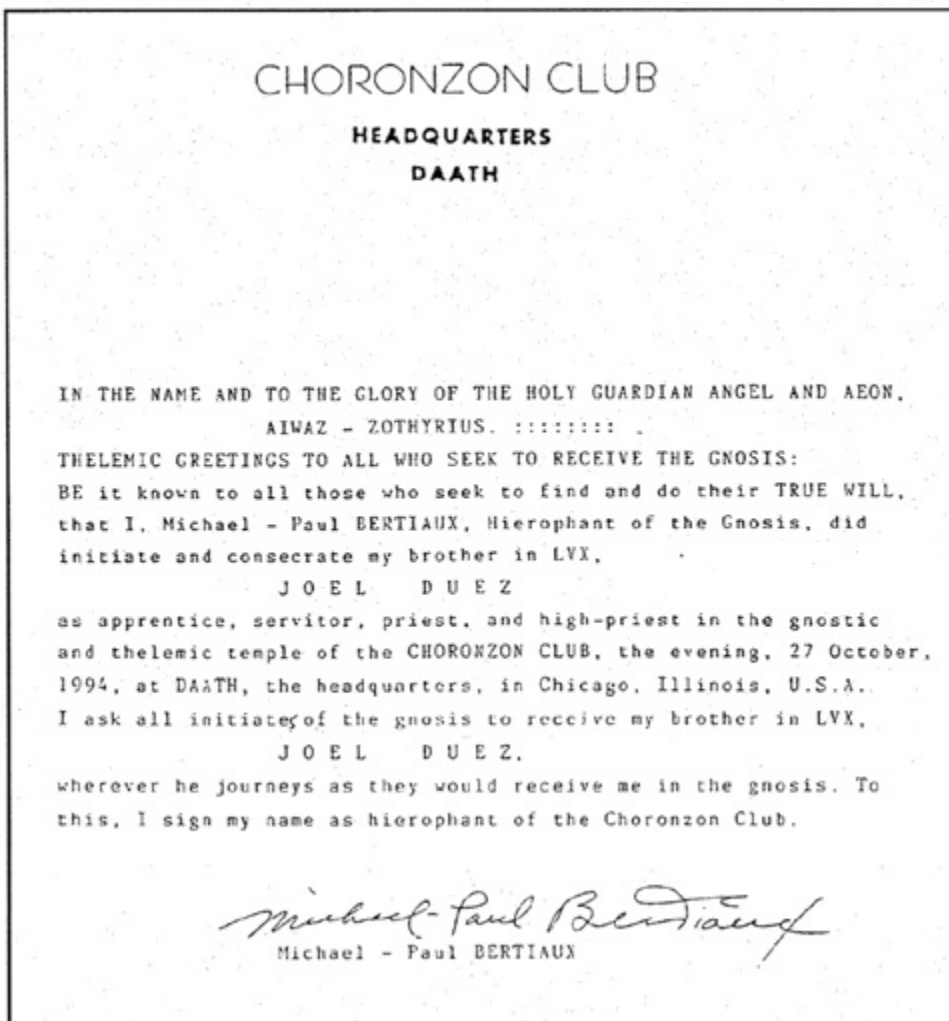 CHORONZON CLUB
HEADQUARTERS
DAATH
IN THE NAME AND TO THE GLORY OF THE HOLY GUARDIAN ANGEL AND AEON,
AIWAZ - ZOTHYRIUS. :::::::: .
THELEMIC GREETINGS TO ALL WHO SEEK TO RECEIVE THE GNOSIS:
BE it known to all those who seek to find and do their TRUE WILL,
that I, Michael - Paul BERTIAUX, Hierophant of the Gnosis, did
initiate and consecrate my brother in LVX,
J O E L   D U E Z
as apprentice, servitor, priest, and high-priest in the gnostic
and thelemic temple of the CHORONZON CLUB, the evening, 27 October,
1994, at DAATH, the headquarters, in Chicago, Illinois, U.S.A..
I ask all initiates of the gnosis to receive my brother in LVX,
J O E L   D U E Z,
wherever he journeys as they would receive me in the gnosis. To
this, I sign my name as hierophant of the Choronzon Club.
Michael-Paul Bertiaux
Michael - Paul BERTIAUX